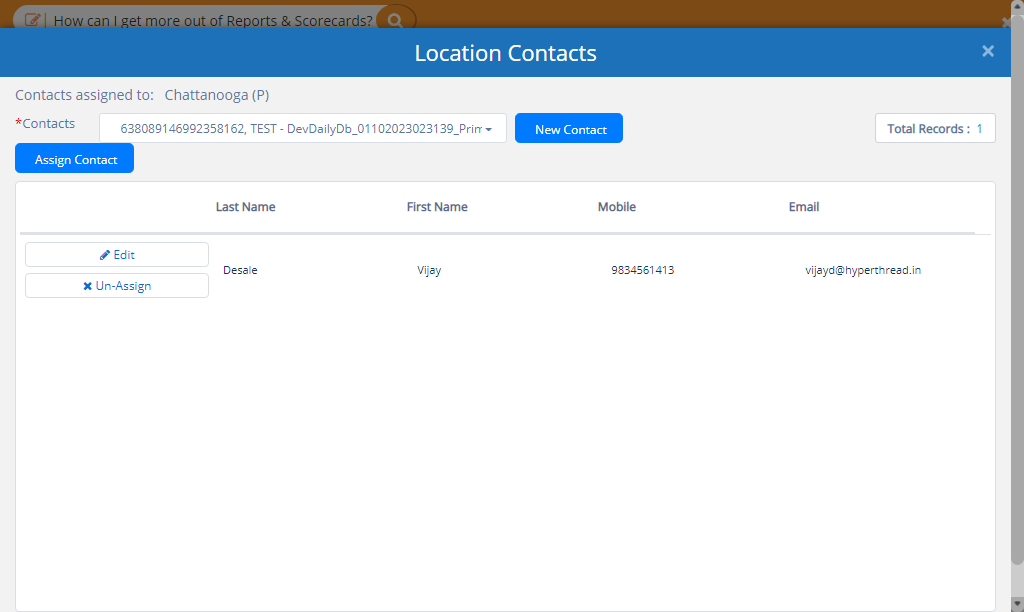 How can I get more out of Reports & Scorecards?
Location Contacts
Contacts assigned to: Chattanooga (P)
*Contacts
638089146992358162, TEST - DevDailyDb_01102023023139_Prim
New Contact
Total Records : 1
Assign Contact
Last Name First Name Mobile Email
Edit
Desale Vijay 9834561413 vijayd@hyperthread.in
Un-Assign